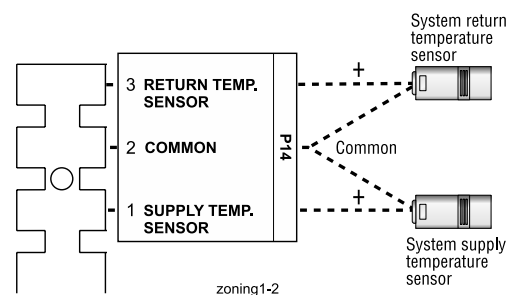 System return
temperature
sensor
+
3 RETURN TEMP.
SENSOR
P14
2 COMMON
Common
+
1 SUPPLY TEMP.
SENSOR
System supply
temperature
sensor
zoning1-2